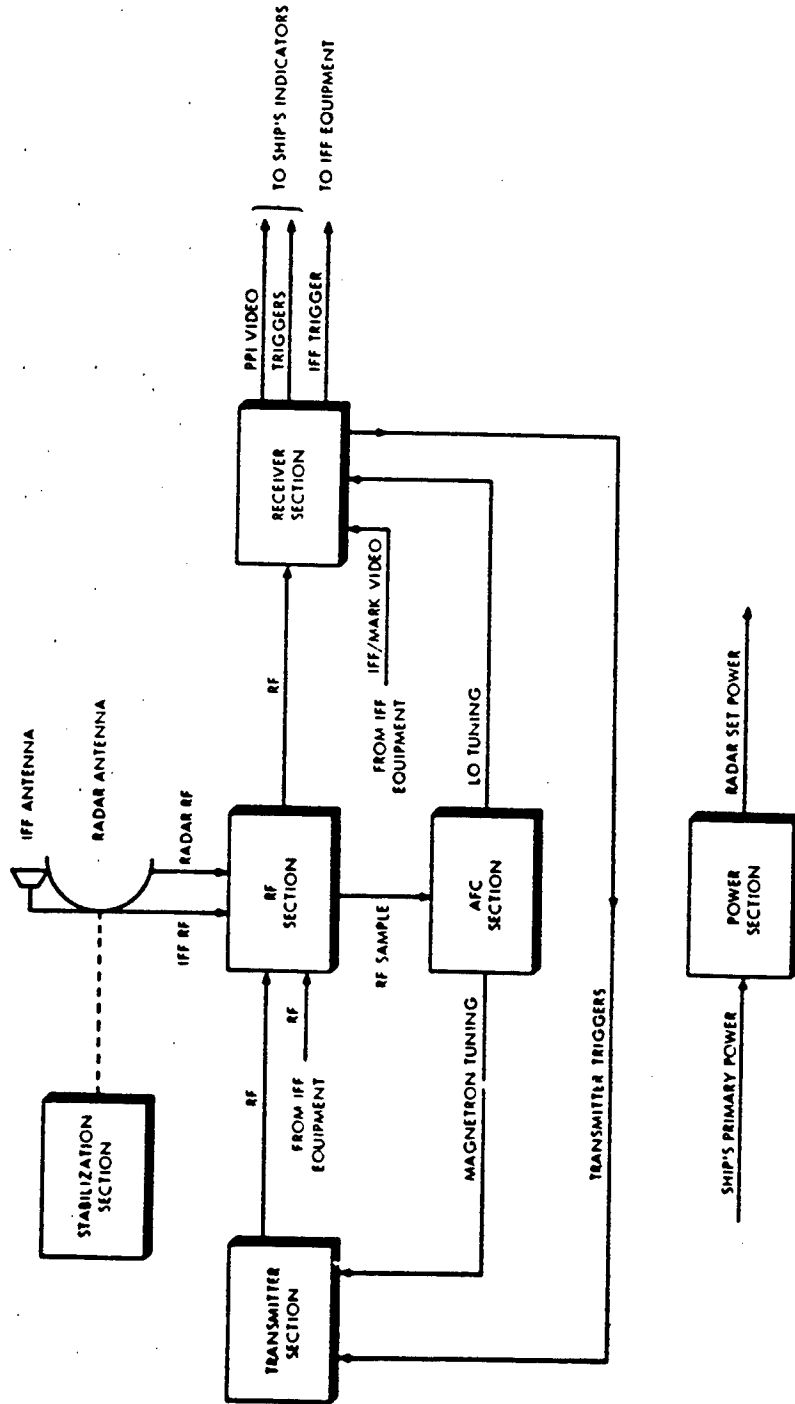 IFF ANTENNA
RADAR ANTENNA
STABILIZATION
SECTION
IFF RF
RADAR RF
TRANSMITTER
SECTION
RF
FROM IFF
EQUIPMENT
RF
RF
SECTION
RF
RECEIVER
SECTION
PPI VIDEO
TRIGGERS
TO SHIP'S INDICATORS
IFF TRIGGER
TO IFF EQUIPMENT
FROM IFF
EQUIPMENT
IFF/MARK VIDEO
RF SAMPLE
MAGNETRON TUNING
AFC
SECTION
LO TUNING
TRANSMITTER TRIGGERS
SHIP'S PRIMARY POWER
POWER
SECTION
RADAR SET POWER